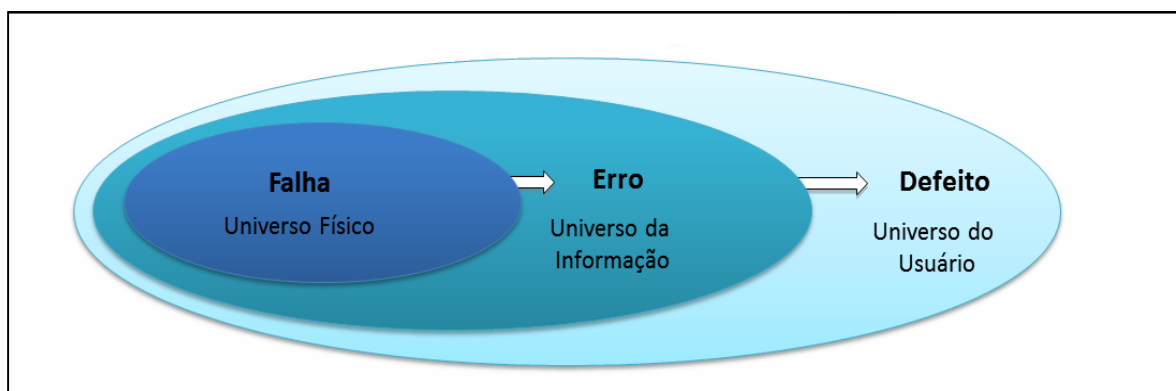 Falha
Universo Físico
Erro
Universo da
Informação
Defeito
Universo do
Usuário